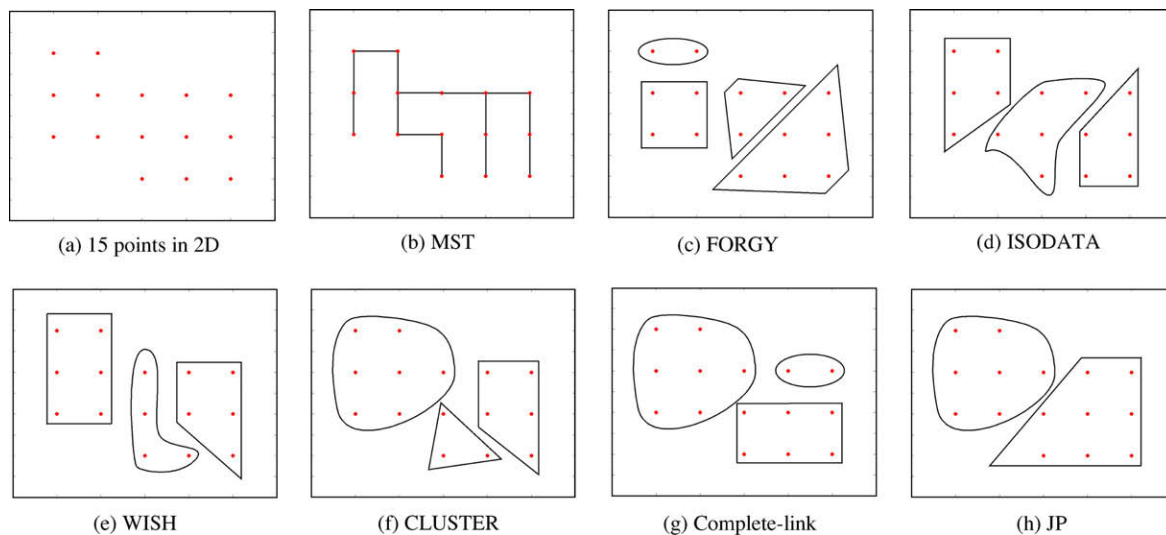 (a) 15 points in 2D
(b) MST
(c) FORGY
(d) ISODATA
(e) WISH
(f) CLUSTER
(g) Complete-link
(h) JP